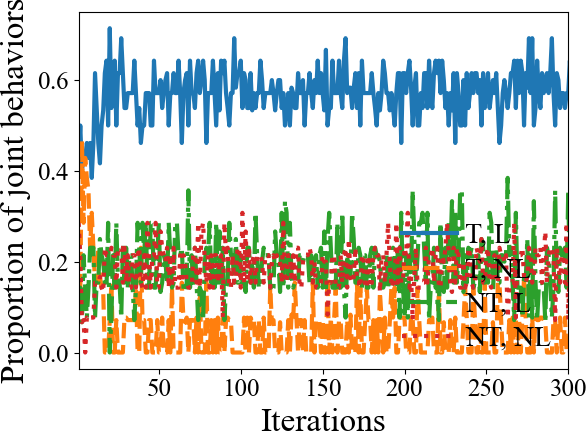 Proportion of joint behaviors
0.6
0.4
0.2
0.0
T, L
T, NL
NT, L
NT, NL
50
100
150
200
250
300
Iterations